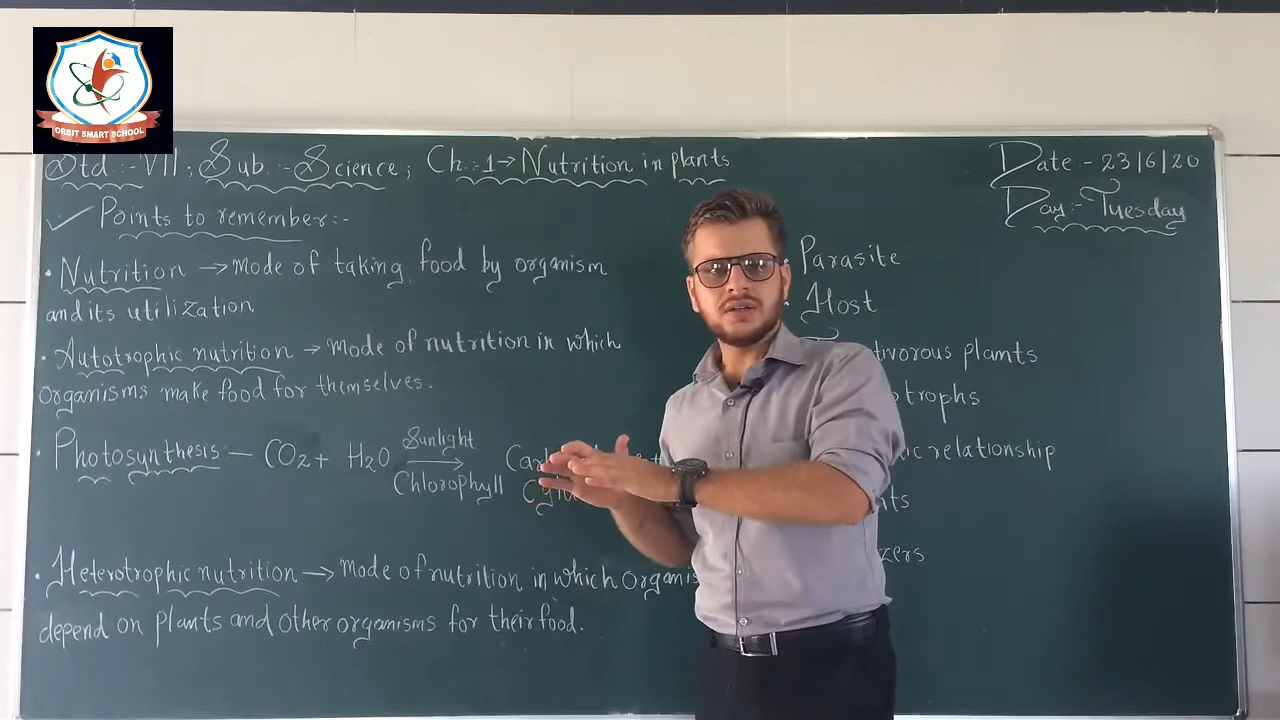 ORBIT SMART SCHOOL
Std.:- VII ; Sub.:- Science ; Ch.:1→ Nutrition in plants
Date:- 23/6/20
Day:- Tuesday
✓ Points to remember:-
• Nutrition → Mode of taking food by organism
and its utilization
• Autotrophic nutrition → Mode of nutrition in which
organisms make food for themselves.
• Photosynthesis:- CO2 + H2O
Sunlight
→
Chlorophyll
• Heterotrophic nutrition → Mode of nutrition in which
depend on plants and other organisms for their food.
• Parasite
• Host
plants
relationship